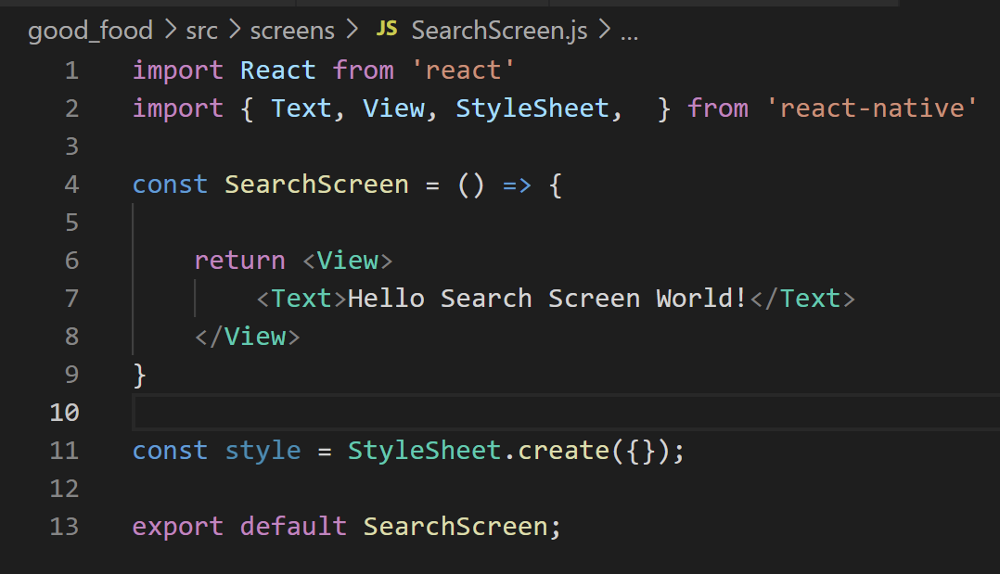 good_food > src > screens > JS SearchScreen.js > ...
1 import React from 'react'
2 import { Text, View, StyleSheet,  } from 'react-native'
3
4 const SearchScreen = () => {
5
6     return <View>
7         <Text>Hello Search Screen World!</Text>
8     </View>
9 }
10
11 const style = StyleSheet.create({});
12
13 export default SearchScreen;